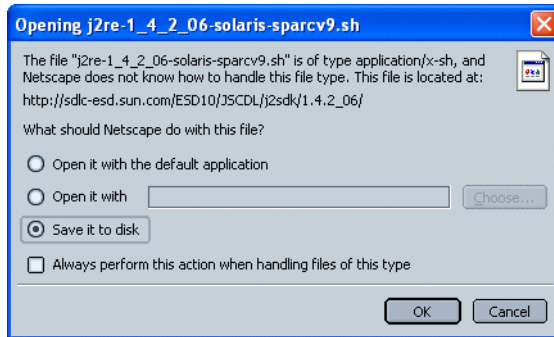 Opening j2re-1_4_2_06-solaris-sparcv9.sh
The file "j2re-1_4_2_06-solaris-sparcv9.sh" is of type application/x-sh, and
Netscape does not know how to handle this file type. This file is located at:
http://sdlc-esd.sun.com/ESD10/JSCDL/j2sdk/1.4.2_06/
What should Netscape do with this file?
Open it with the default application
Open it with Choose...
Save it to disk
Always perform this action when handling files of this type
OK Cancel